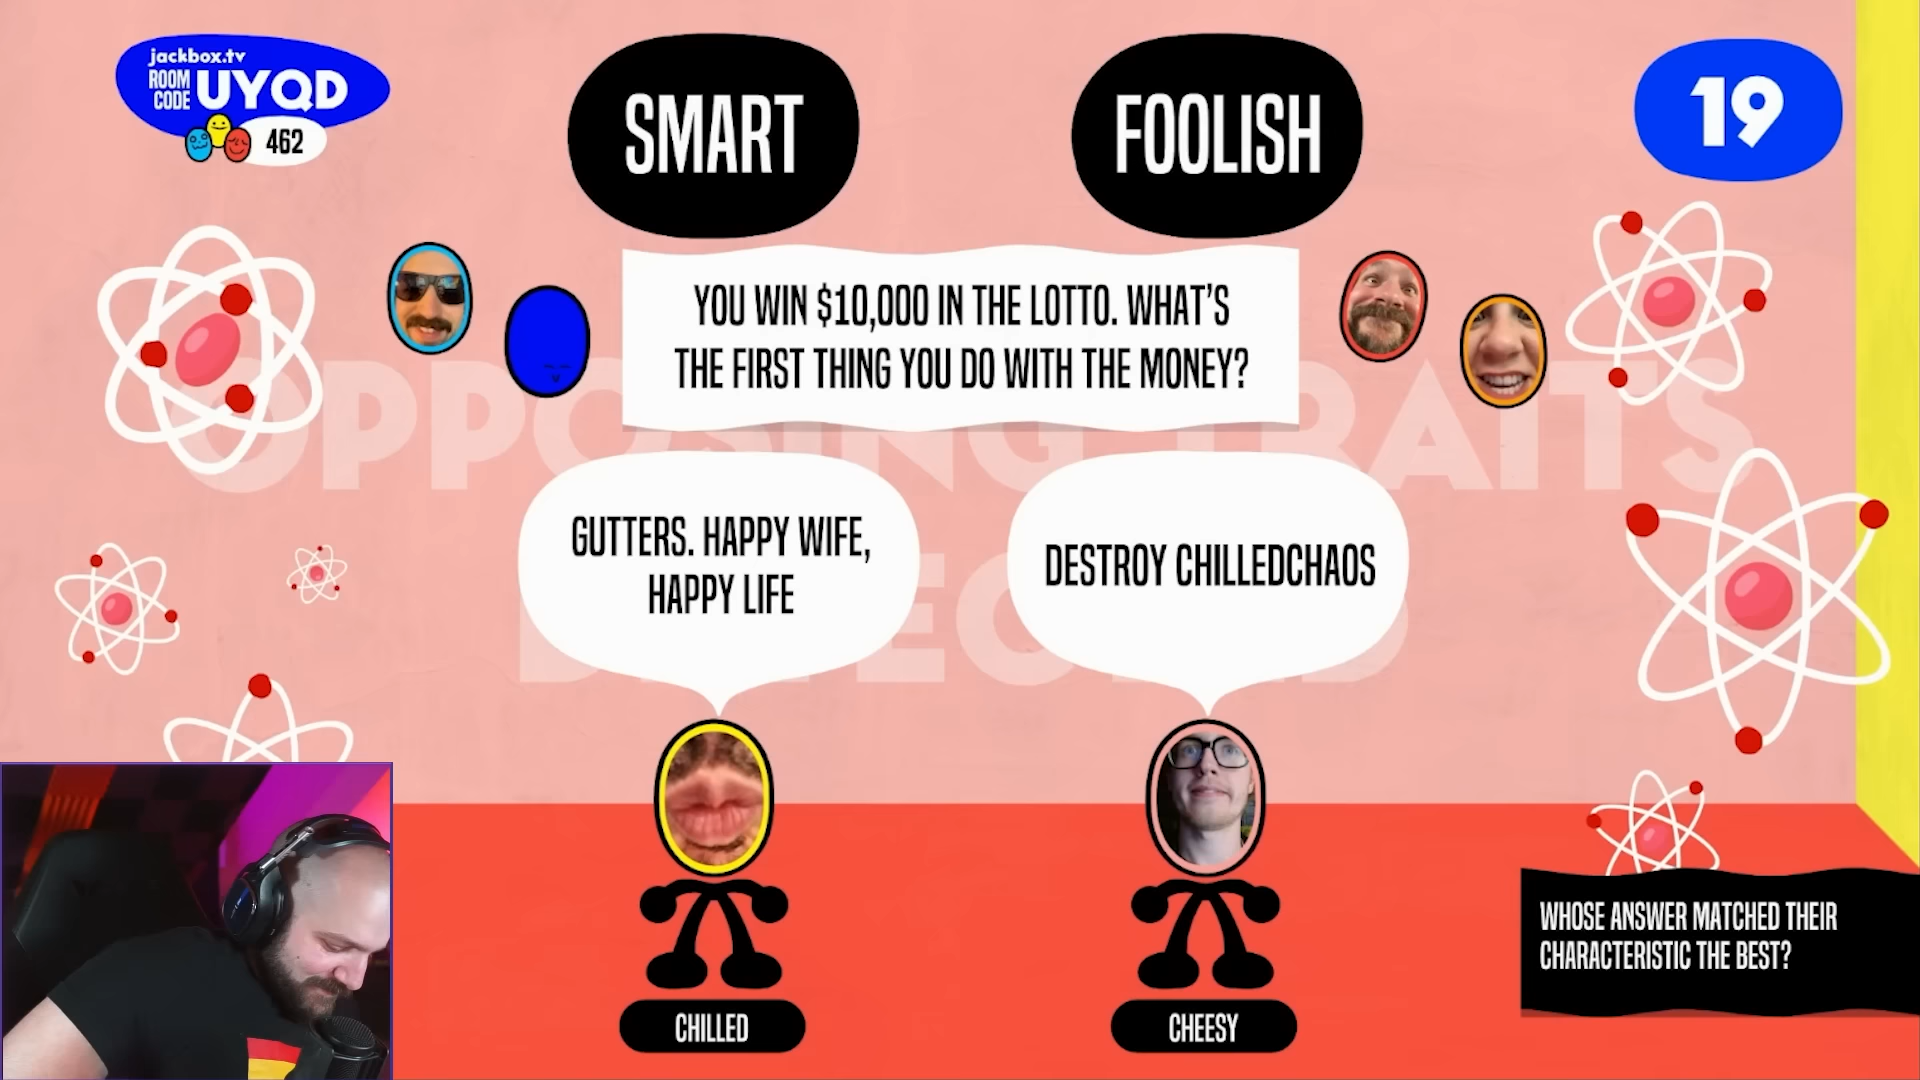 jackbox.tv
ROOM
CODE
UYQD
462
SMART
FOOLISH
19
YOU WIN $10,000 IN THE LOTTO. WHAT'S
THE FIRST THING YOU DO WITH THE MONEY?
OPPOSING TRAITS
GUTTERS. HAPPY WIFE,
HAPPY LIFE
DESTROY CHILLEDCHAOS
WHOSE ANSWER MATCHED THEIR
CHARACTERISTIC THE BEST?
CHILLED
CHEESY